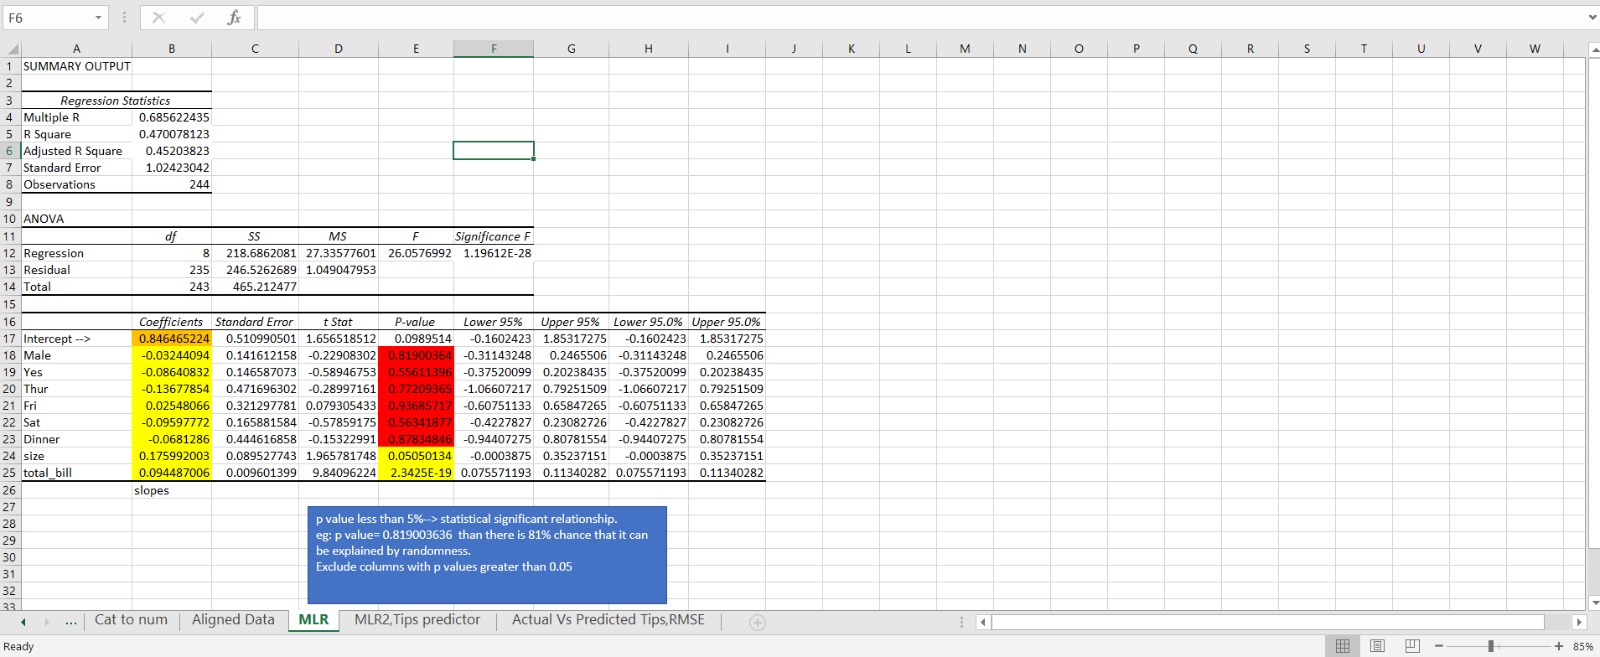 F6 fx
A B C D E F G H I J K L M N O P Q R S T U V W
1 SUMMARY OUTPUT
2
3 Regression Statistics
4 Multiple R 0.685622435
5 R Square 0.470078123
6 Adjusted R Square 0.45203823
7 Standard Error 1.02423042
8 Observations 244
9
10 ANOVA
11 df SS MS F Significance F
12 Regression 8 218.6862081 27.33577601 26.0576992 1.19612E-28
13 Residual 235 246.5262689 1.049047953
14 Total 243 465.212477
15
16 Coefficients Standard Error t Stat P-value Lower 95% Upper 95% Lower 95.0% Upper 95.0%
17 Intercept --> 0.846465224 0.510990501 1.656518512 0.0989514 -0.1602423 1.85317275 -0.1602423 1.85317275
18 Male -0.03244094 0.141612158 -0.22908302 0.81900364 -0.31143248 0.2465506 -0.31143248 0.2465506
19 Yes -0.08640832 0.146587073 -0.58946753 0.55611396 -0.37520099 0.20238435 -0.37520099 0.20238435
20 Thur -0.13677854 0.471696302 -0.28997161 0.77209365 -1.06607217 0.79251509 -1.06607217 0.79251509
21 Fri 0.02548066 0.321297781 0.079305433 0.93685717 -0.60751133 0.65847265 -0.60751133 0.65847265
22 Sat -0.09597772 0.165881584 -0.57859175 0.56341877 -0.4227827 0.23082726 -0.4227827 0.23082726
23 Dinner -0.0681286 0.444616858 -0.15322991 0.87834846 -0.94407275 0.80781554 -0.94407275 0.80781554
24 size 0.175992003 0.089527743 1.965781748 0.05050134 -0.0003875 0.35237151 -0.0003875 0.35237151
25 total_bill 0.094487006 0.009601399 9.84096224 2.3425E-19 0.075571193 0.11340282 0.075571193 0.11340282
26 slopes
27
28
29
30
31
32
33
p value less than 5%--> statistical significant relationship.
eg: p value= 0.819003636 than there is 81% chance that it can
be explained by randomness.
Exclude columns with p values greater than 0.05
... Cat to num Aligned Data MLR MLR2,Tips predictor Actual Vs Predicted Tips,RMSE
Ready 85%